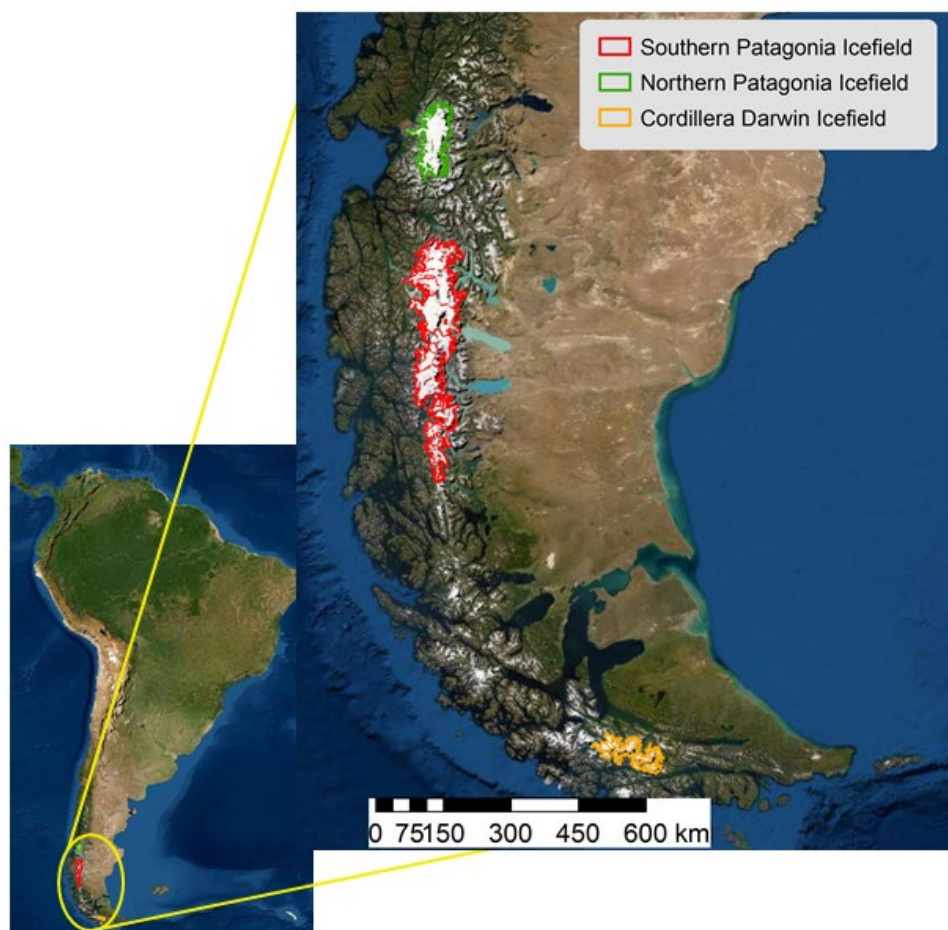 Southern Patagonia Icefield
Northern Patagonia Icefield
Cordillera Darwin Icefield
0 75150 300 450 600 km